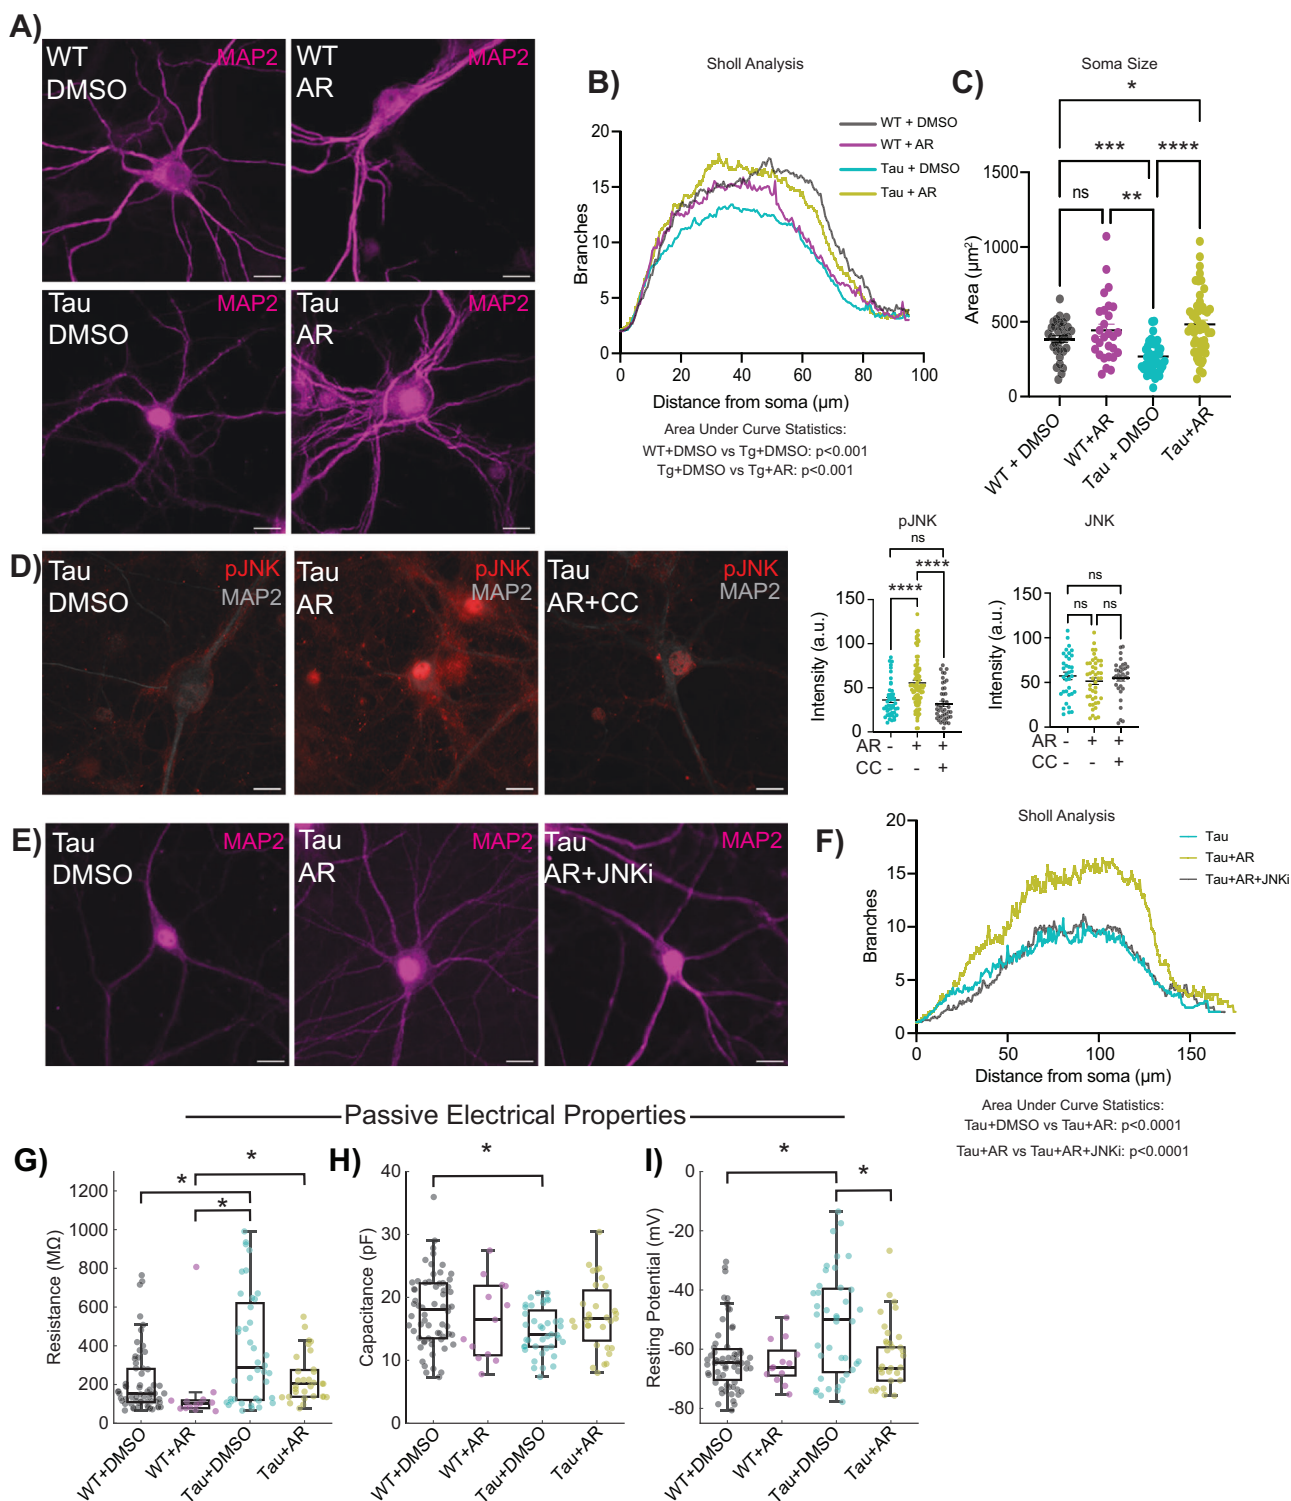 A)
WT
DMSO
MAP2
WT
AR
MAP2
Tau
DMSO
MAP2
Tau
AR
MAP2
B)
Sholl Analysis
20
15
10
5
0
Branches
WT + DMSO
WT + AR
Tau + DMSO
Tau + AR
0 20 40 60 80 100
Distance from soma (µm)
Area Under Curve Statistics:
WT+DMSO vs Tg+DMSO: p<0.001
Tg+DMSO vs Tg+AR: p<0.001
C)
Soma Size
*
*** ****
ns **
1500
1000
500
0
Area (µm²)
WT + DMSO
WT+AR
Tau + DMSO
Tau+AR
D)
Tau
DMSO
pJNK
MAP2
Tau
AR
pJNK
MAP2
Tau
AR+CC
pJNK
MAP2
pJNK
ns
****
****
150
100
50
0
Intensity (a.u.)
AR - + +
CC - - +
JNK
ns
ns ns
150
100
50
0
Intensity (a.u.)
AR - + +
CC - - +
E)
Tau
DMSO
MAP2
Tau
AR
MAP2
Tau
AR+JNKi
MAP2
F)
Sholl Analysis
20
15
10
5
0
Branches
Tau
Tau+AR
Tau+AR+JNKi
0 50 100 150
Distance from soma (µm)
Area Under Curve Statistics:
Tau+DMSO vs Tau+AR: p<0.0001
Tau+AR vs Tau+AR+JNKi: p<0.0001
Passive Electrical Properties
G)
*
*
*
1200
1000
800
600
400
200
0
Resistance (MΩ)
WT+DMSO
WT+AR
Tau+DMSO
Tau+AR
H)
*
40
30
20
10
0
Capacitance (pF)
WT+DMSO
WT+AR
Tau+DMSO
Tau+AR
I)
*
*
-0
-20
-40
-60
-80
Resting Potential (mV)
WT+DMSO
WT+AR
Tau+DMSO
Tau+AR